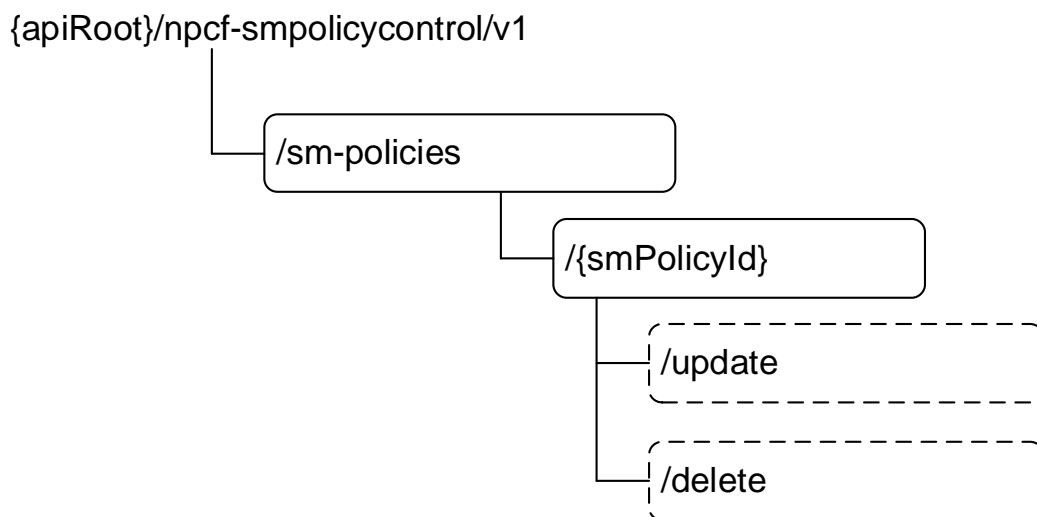 {apiRoot}/npcf-smpolicycontrol/v1
/sm-policies
/{smPolicyId}
/update
/delete